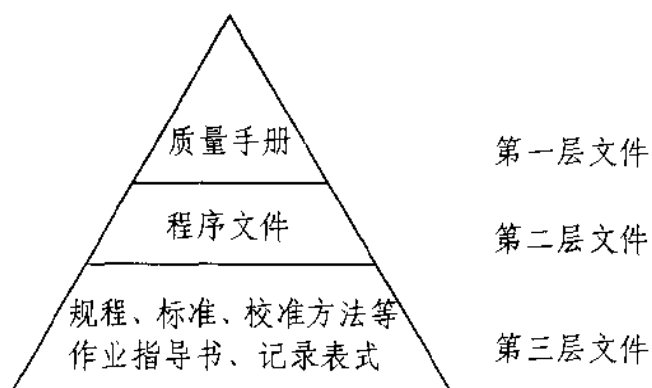 质量手册
第一层文件
程序文件
第二层文件
规程、标准、校准方法等
作业指导书、记录表式
第三层文件